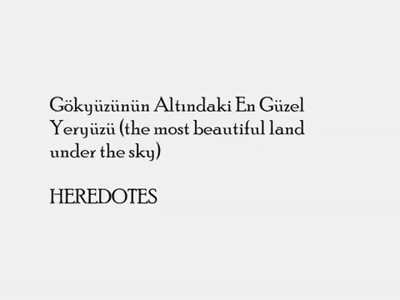 Gökyüzünün Altındaki En Güzel
Yeryüzü (the most beautiful land
under the sky)
HEREDOTES